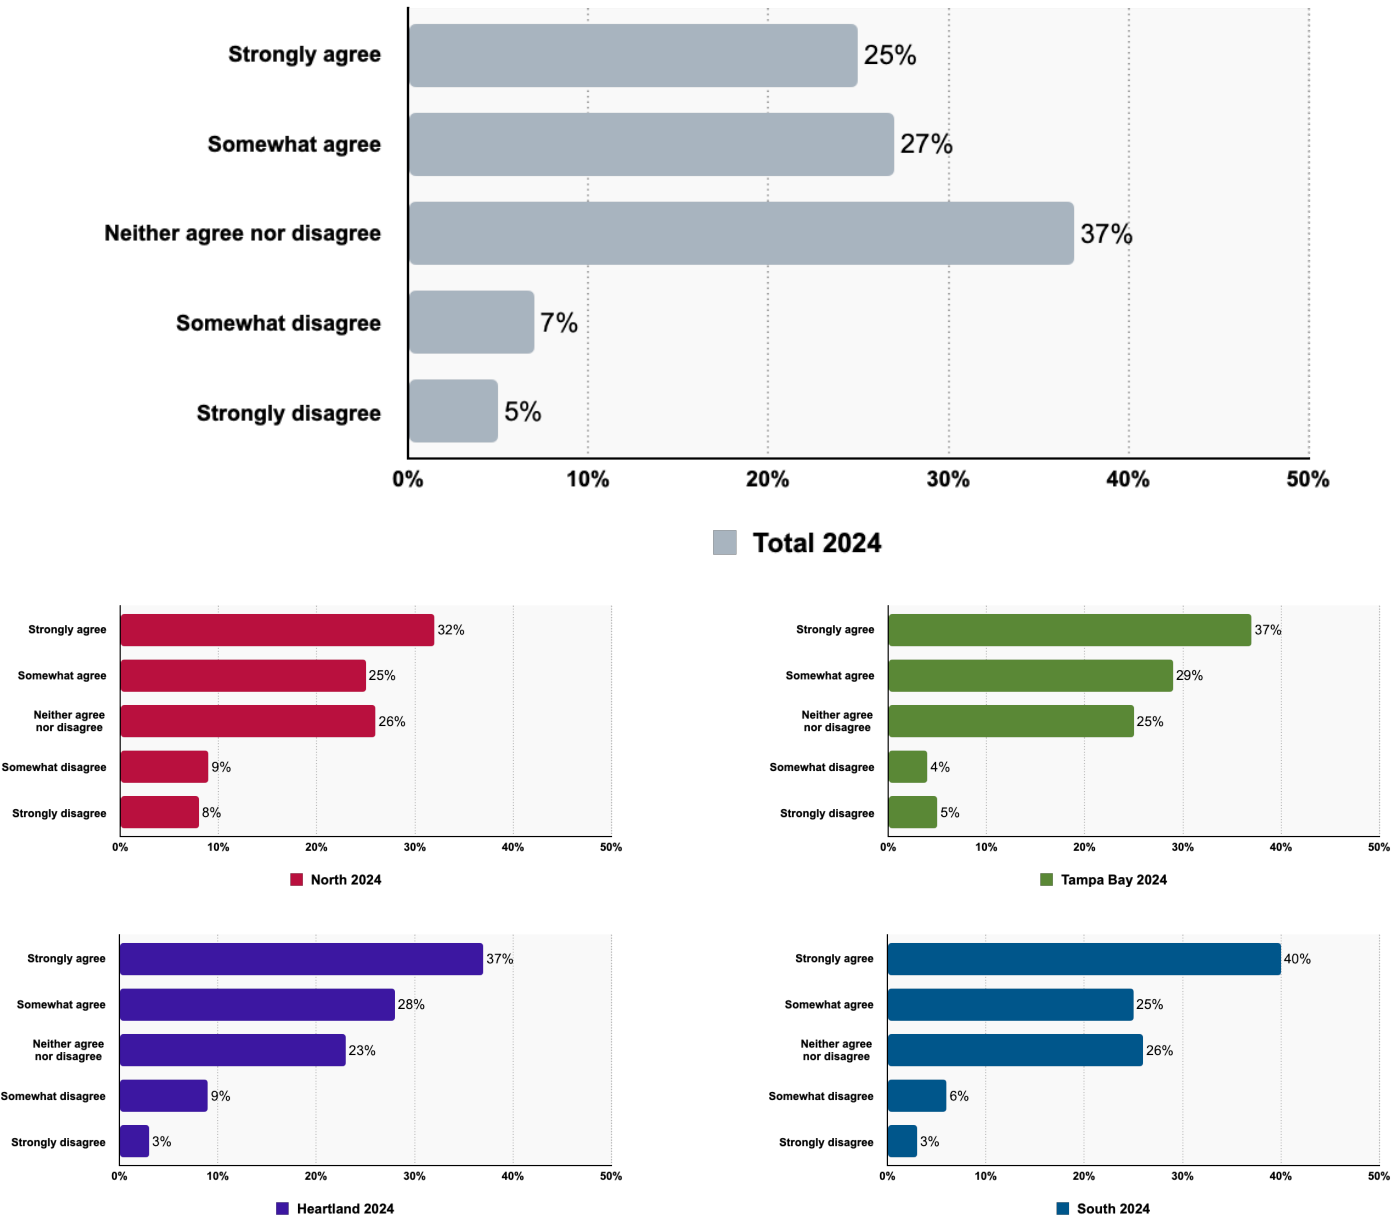 Strongly agree
25%
Somewhat agree
27%
Neither agree nor disagree
37%
Somewhat disagree
7%
Strongly disagree
5%
0% 10% 20% 30% 40% 50%
Total 2024
Strongly agree
32%
Somewhat agree
25%
Neither agree
nor disagree
26%
Somewhat disagree
9%
Strongly disagree
8%
0% 10% 20% 30% 40% 50%
North 2024
Strongly agree
37%
Somewhat agree
29%
Neither agree
nor disagree
25%
Somewhat disagree
4%
Strongly disagree
5%
0% 10% 20% 30% 40% 50%
Tampa Bay 2024
Strongly agree
37%
Somewhat agree
28%
Neither agree
nor disagree
23%
Somewhat disagree
9%
Strongly disagree
3%
0% 10% 20% 30% 40% 50%
Heartland 2024
Strongly agree
40%
Somewhat agree
25%
Neither agree
nor disagree
26%
Somewhat disagree
6%
Strongly disagree
3%
0% 10% 20% 30% 40% 50%
South 2024